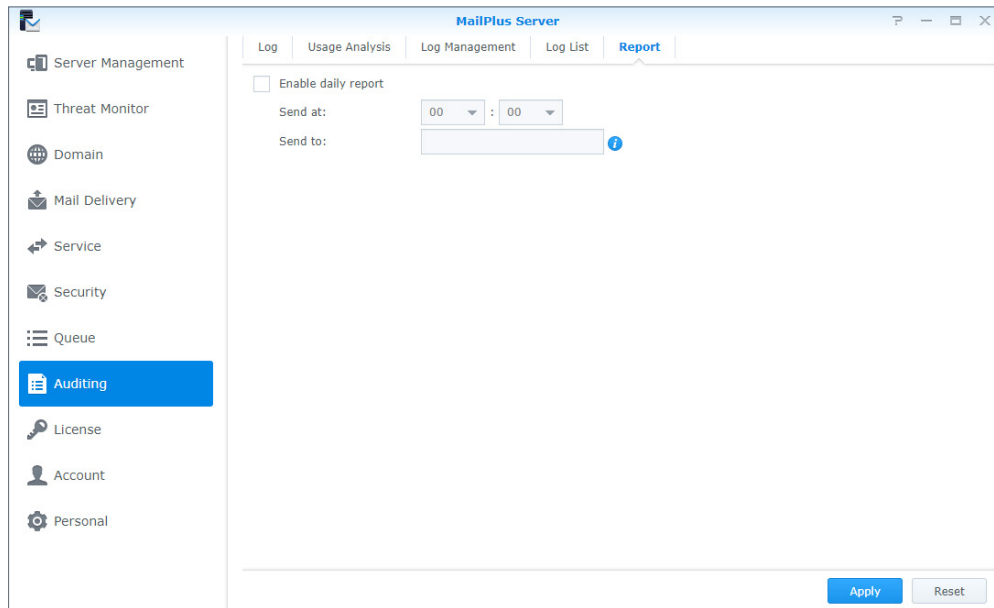 MailPlus Server
Server Management
Threat Monitor
Domain
Mail Delivery
Service
Security
Queue
Auditing
License
Account
Personal
Log Usage Analysis Log Management Log List Report
Enable daily report
Send at: 00 : 00
Send to:
Apply Reset